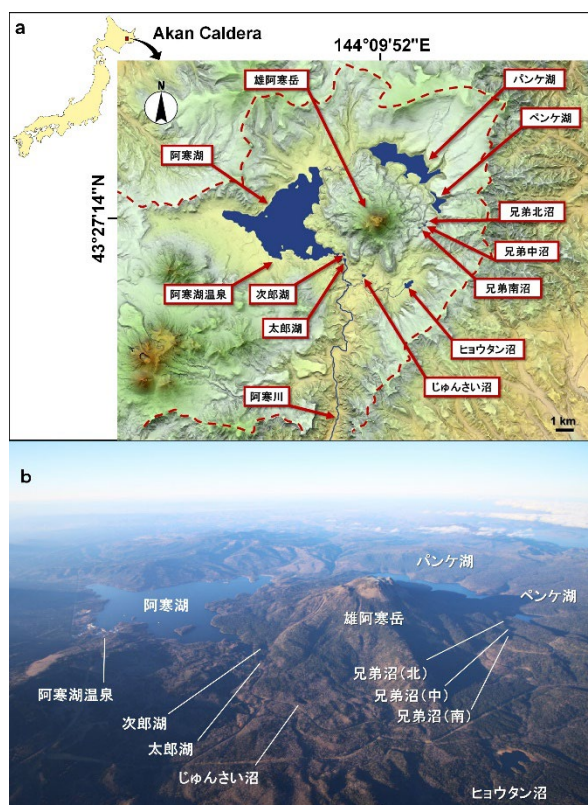 a
Akan Caldera
144°09'52"E
43°27'14"N
N
雄阿寒岳
パンケ湖
ペンケ湖
阿寒湖
兄弟北沼
兄弟中沼
兄弟南沼
阿寒湖温泉
次郎湖
太郎湖
ヒョウタン沼
じゅんさい沼
阿寒川
1 km
b
パンケ湖
阿寒湖
雄阿寒岳
ペンケ湖
阿寒湖温泉
兄弟沼(北)
兄弟沼(中)
兄弟沼(南)
次郎湖
太郎湖
じゅんさい沼
ヒョウタン沼